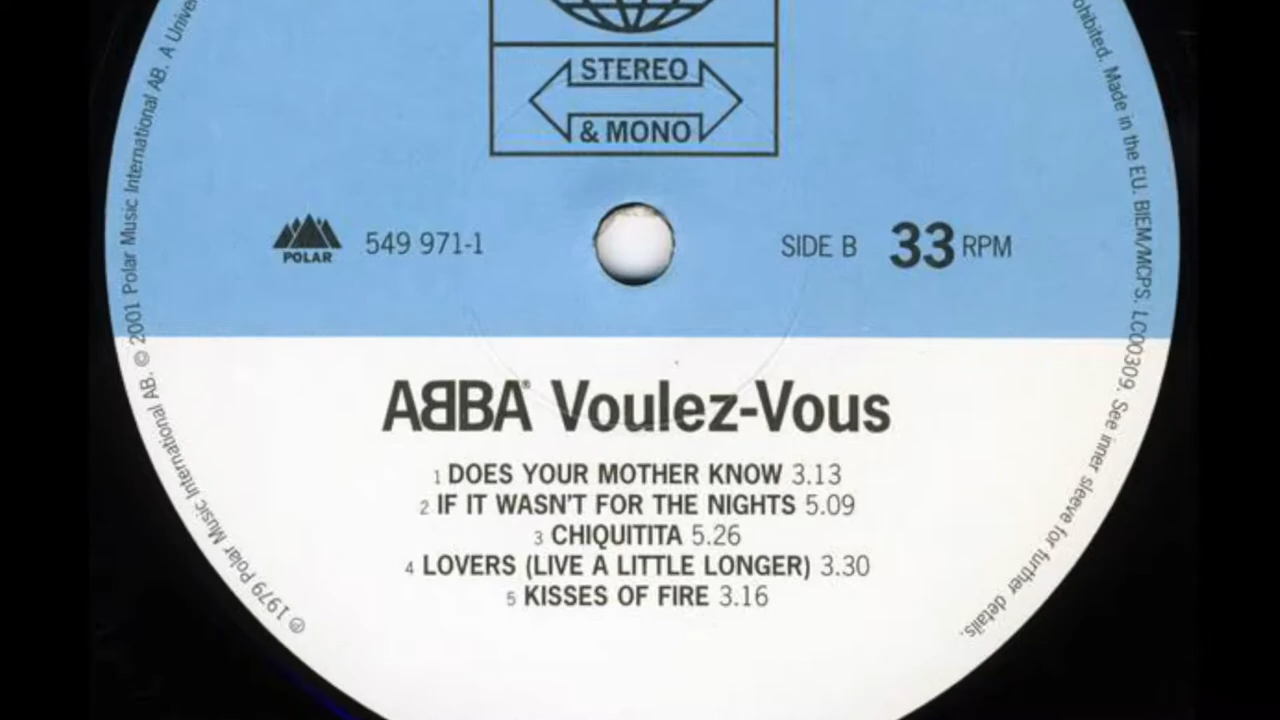 STEREO
& MONO
POLAR
549 971-1
SIDE B 33 RPM
ABBA® Voulez-Vous
1 DOES YOUR MOTHER KNOW 3.13
2 IF IT WASN'T FOR THE NIGHTS 5.09
3 CHIQUITITA 5.26
4 LOVERS (LIVE A LITTLE LONGER) 3.30
5 KISSES OF FIRE 3.16
℗ 1979 Polar Music International AB. © 2001 Polar Music International AB. A
Made in the EU. BIEM/MCPS. LC00309. See inner sleeve for further details.